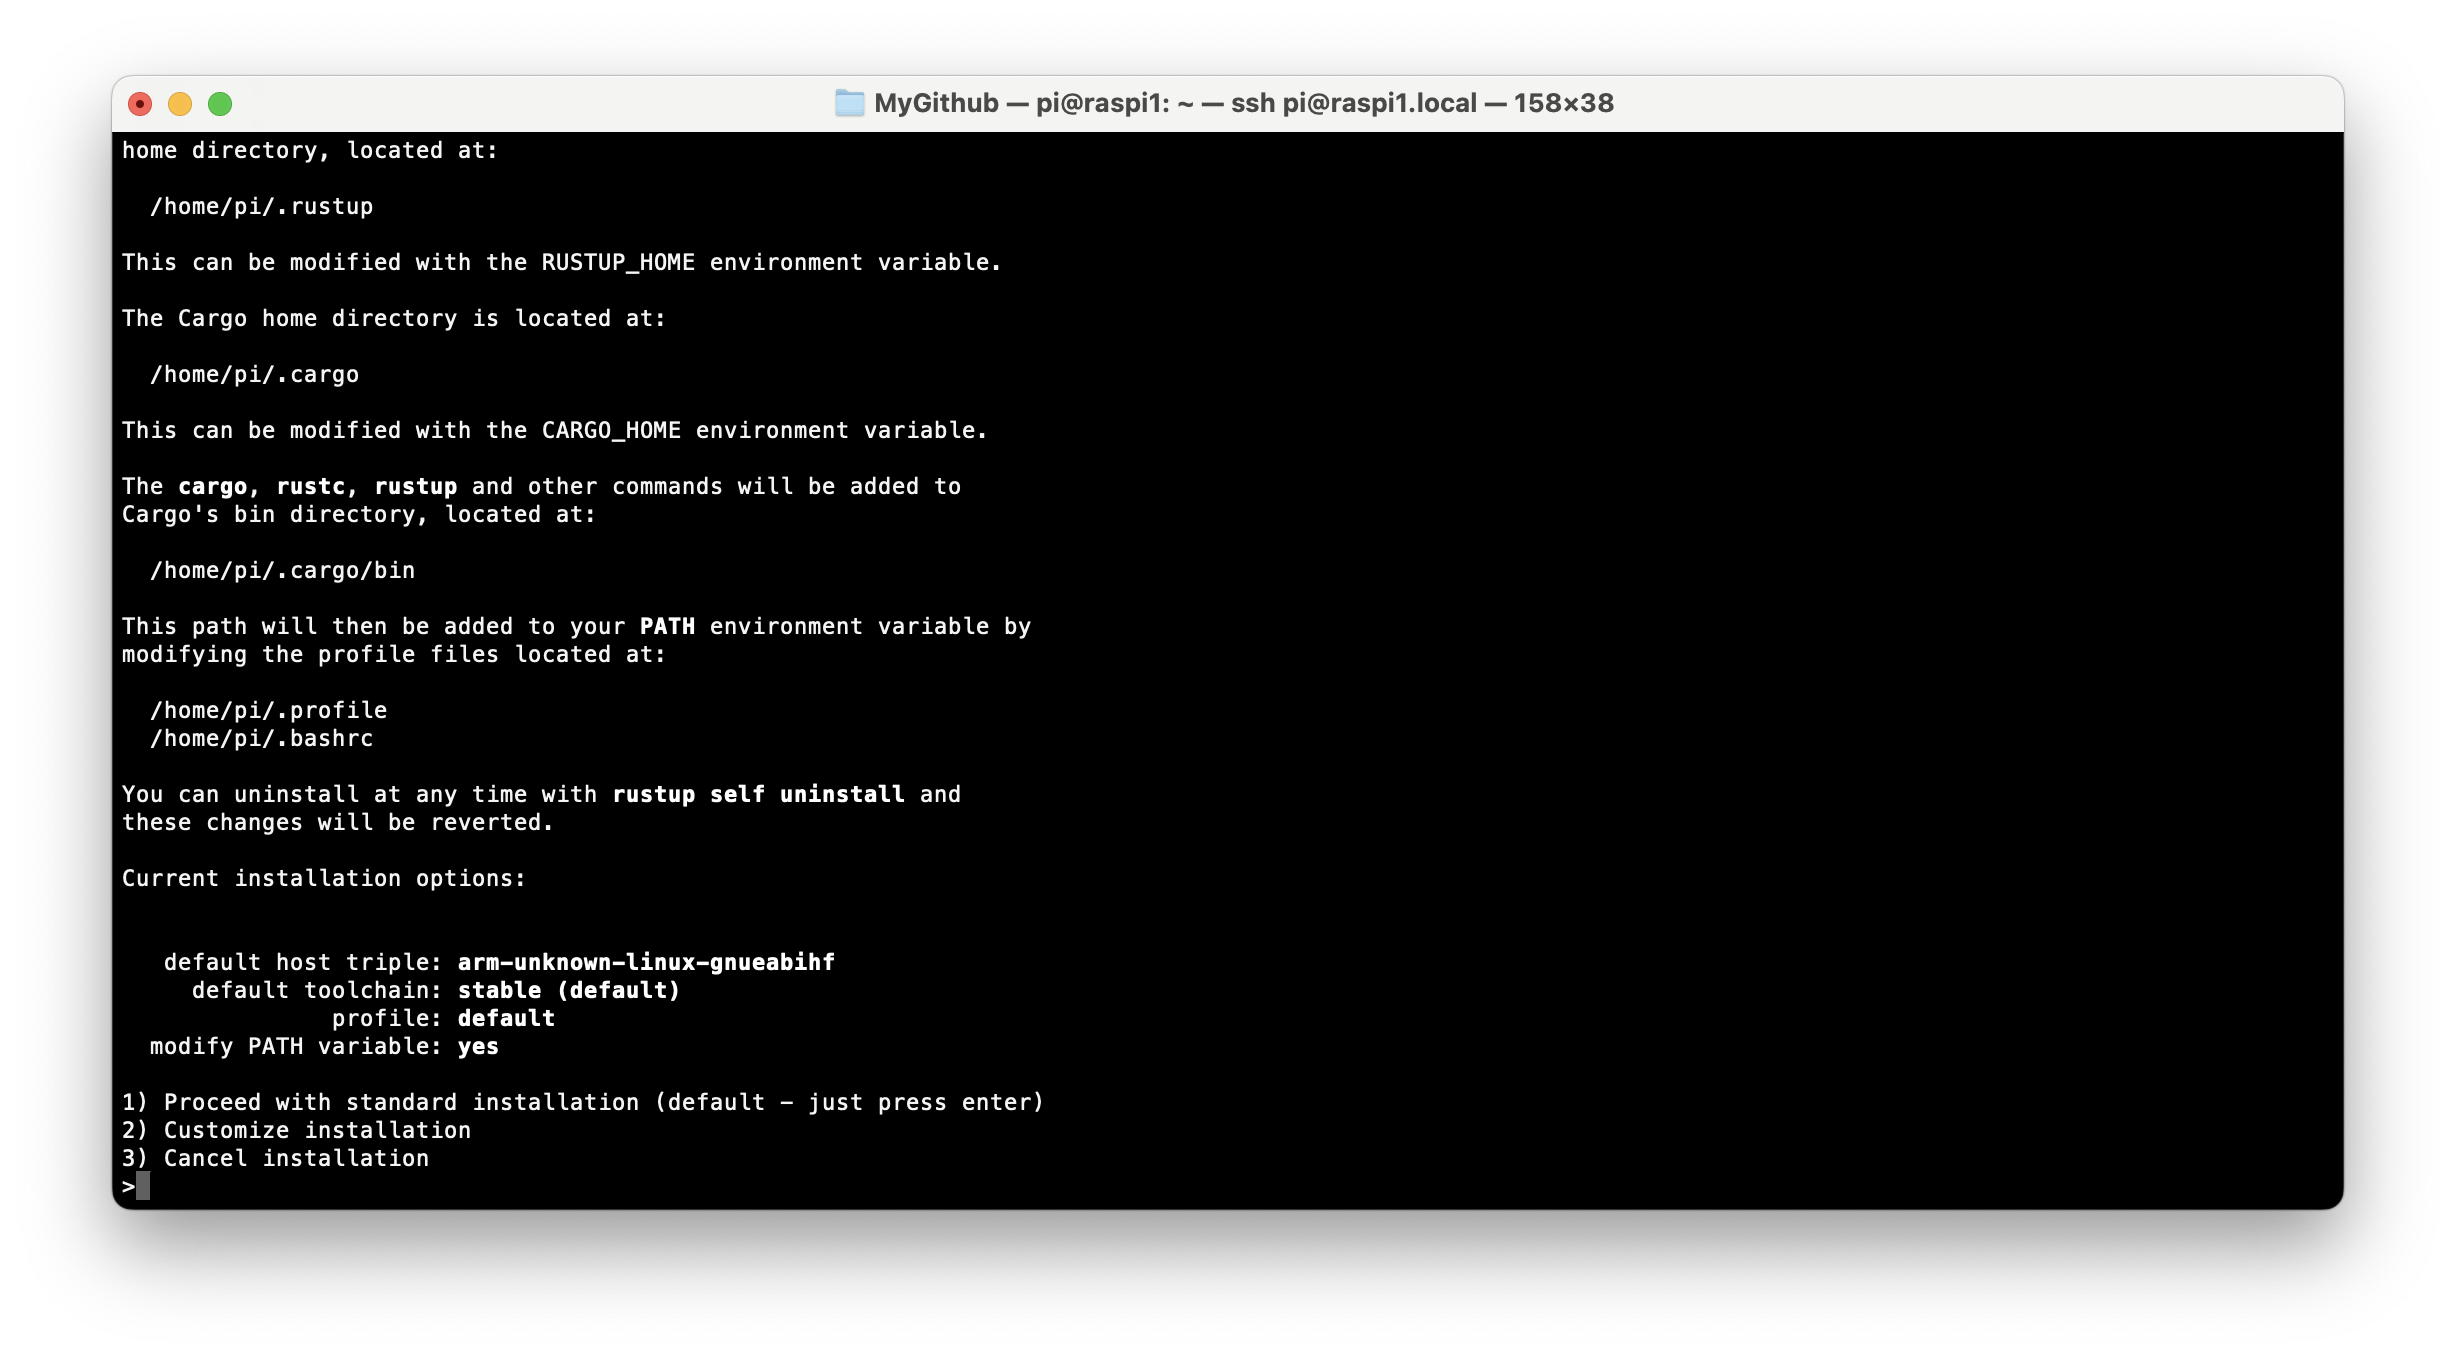 MyGithub — pi@raspi1: ~ — ssh pi@raspi1.local — 158×38
home directory, located at:
/home/pi/.rustup
This can be modified with the RUSTUP_HOME environment variable.
The Cargo home directory is located at:
/home/pi/.cargo
This can be modified with the CARGO_HOME environment variable.
The cargo, rustc, rustup and other commands will be added to
Cargo's bin directory, located at:
/home/pi/.cargo/bin
This path will then be added to your PATH environment variable by
modifying the profile files located at:
/home/pi/.profile
/home/pi/.bashrc
You can uninstall at any time with rustup self uninstall and
these changes will be reverted.
Current installation options:
default host triple: arm-unknown-linux-gnueabihf
default toolchain: stable (default)
profile: default
modify PATH variable: yes
1) Proceed with standard installation (default - just press enter)
2) Customize installation
3) Cancel installation
>